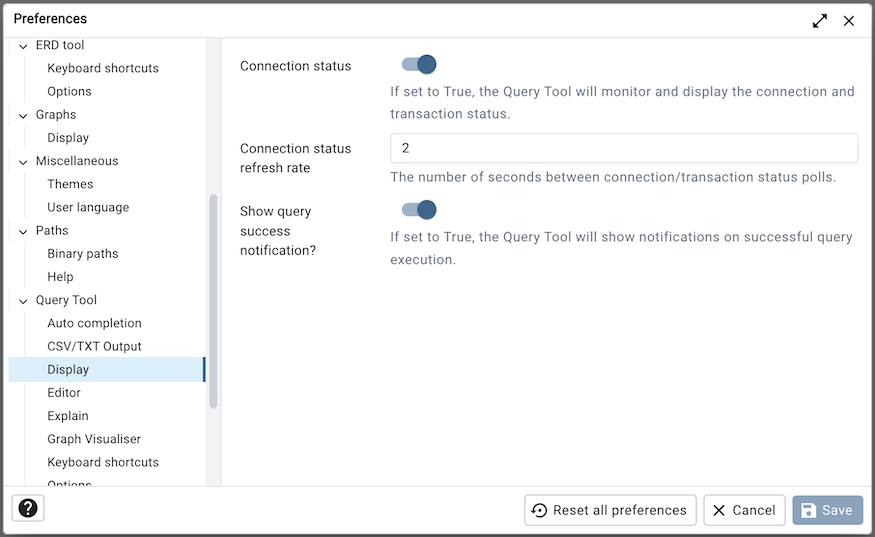 Preferences
ERD tool
Keyboard shortcuts
Options
Graphs
Display
Miscellaneous
Themes
User language
Paths
Binary paths
Help
Query Tool
Auto completion
CSV/TXT Output
Display
Editor
Explain
Graph Visualiser
Keyboard shortcuts
Options
Connection status
If set to True, the Query Tool will monitor and display the connection and
transaction status.
Connection status
refresh rate
2
The number of seconds between connection/transaction status polls.
Show query
success
notification?
If set to True, the Query Tool will show notifications on successful query
execution.
?
Reset all preferences
Cancel
Save